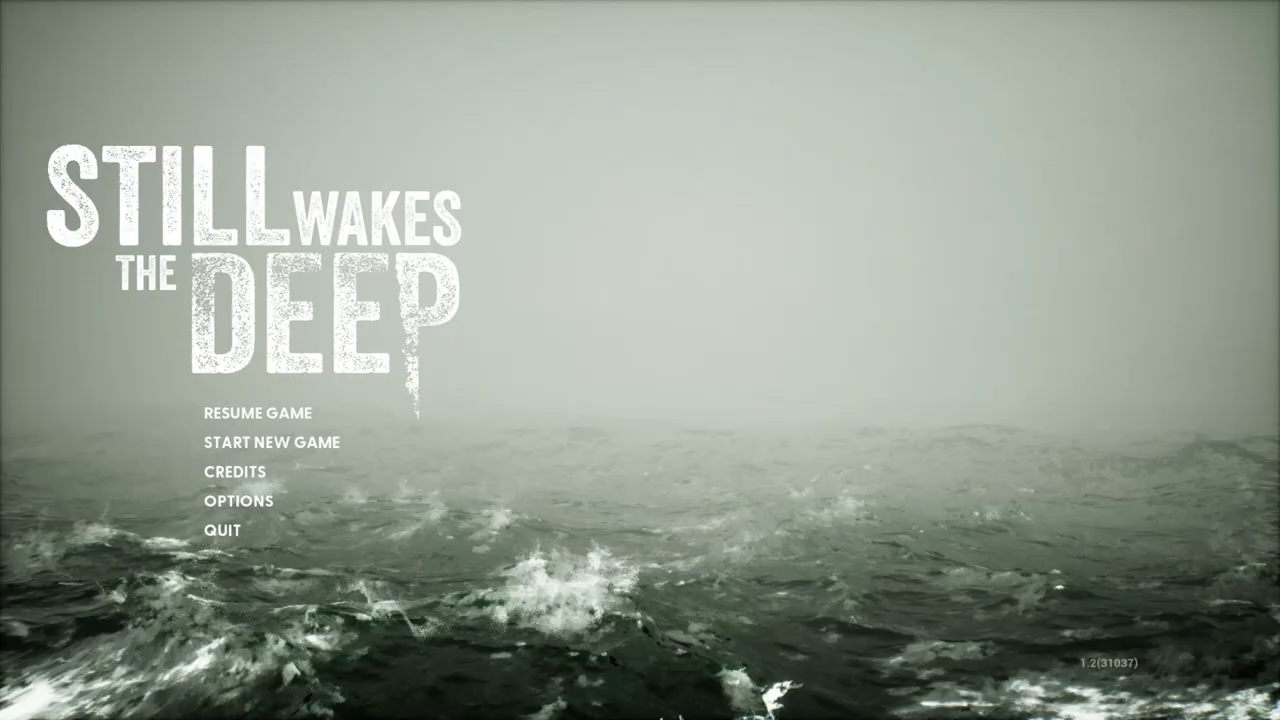 STILL WAKES
THE DEEP
RESUME GAME
START NEW GAME
CREDITS
OPTIONS
QUIT
1.2(31037)